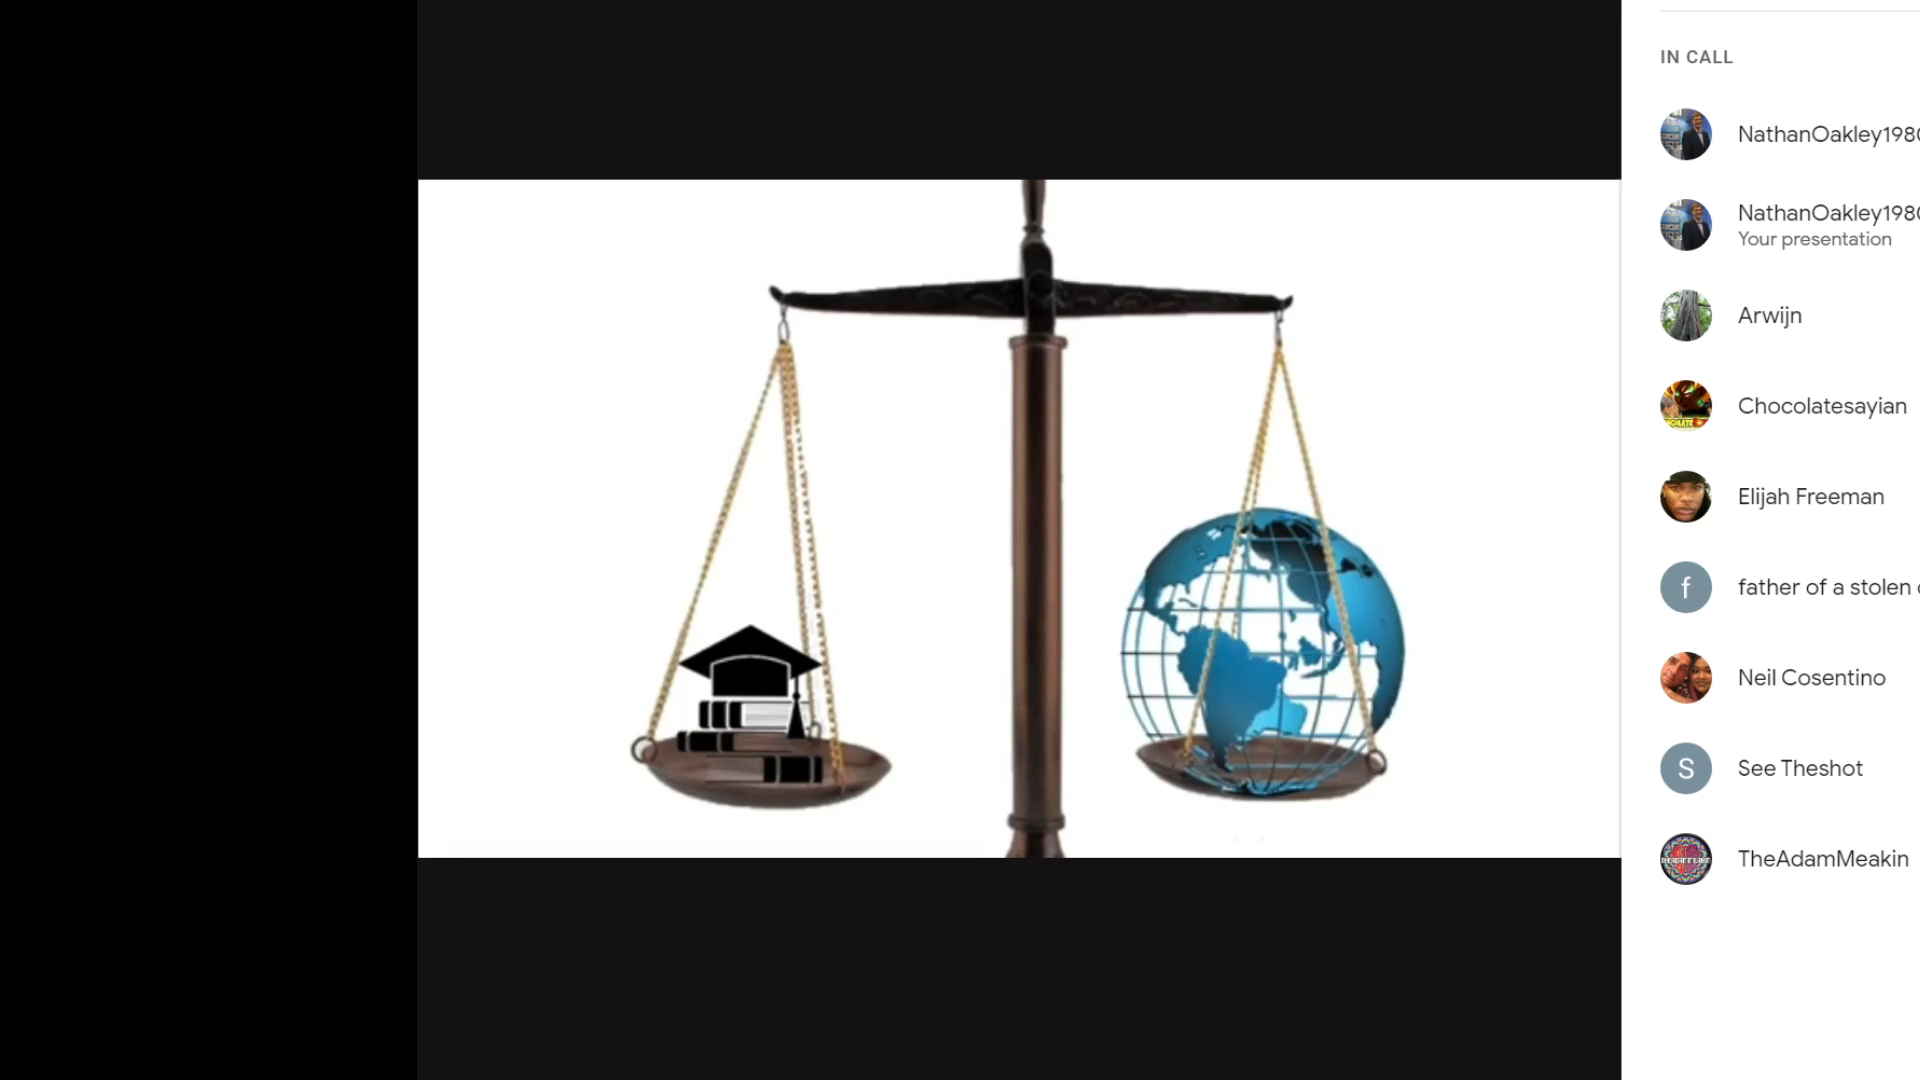 IN CALL
NathanOakley198
NathanOakley198
Your presentation
Arwijn
Chocolatesayian
Elijah Freeman
f
father of a stolen
Neil Cosentino
S
See Theshot
TheAdamMeakin